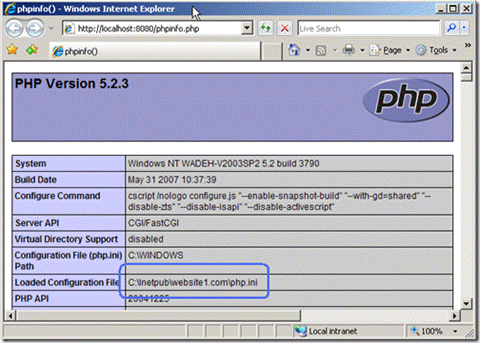 phpinfo() - Windows Internet Explorer
http://localhost:8080/phpinfo.php
Live Search
phpinfo()
Page
Tools
PHP Version 5.2.3
php
System Windows NT WADEH-V2003SP2 5.2 build 3790
Build Date May 31 2007 10:37:39
Configure Command cscript /nologo configure.js "--enable-snapshot-build" "--with-gd=shared" "--
disable-zts" "--disable-isapi" "--disable-activescript"
Server API CGI/FastCGI
Virtual Directory Support disabled
Configuration File (php.ini) C:\WINDOWS
Path
Loaded Configuration File C:\Inetpub\website1.com\php.ini
PHP API 20041225
Local intranet
100%